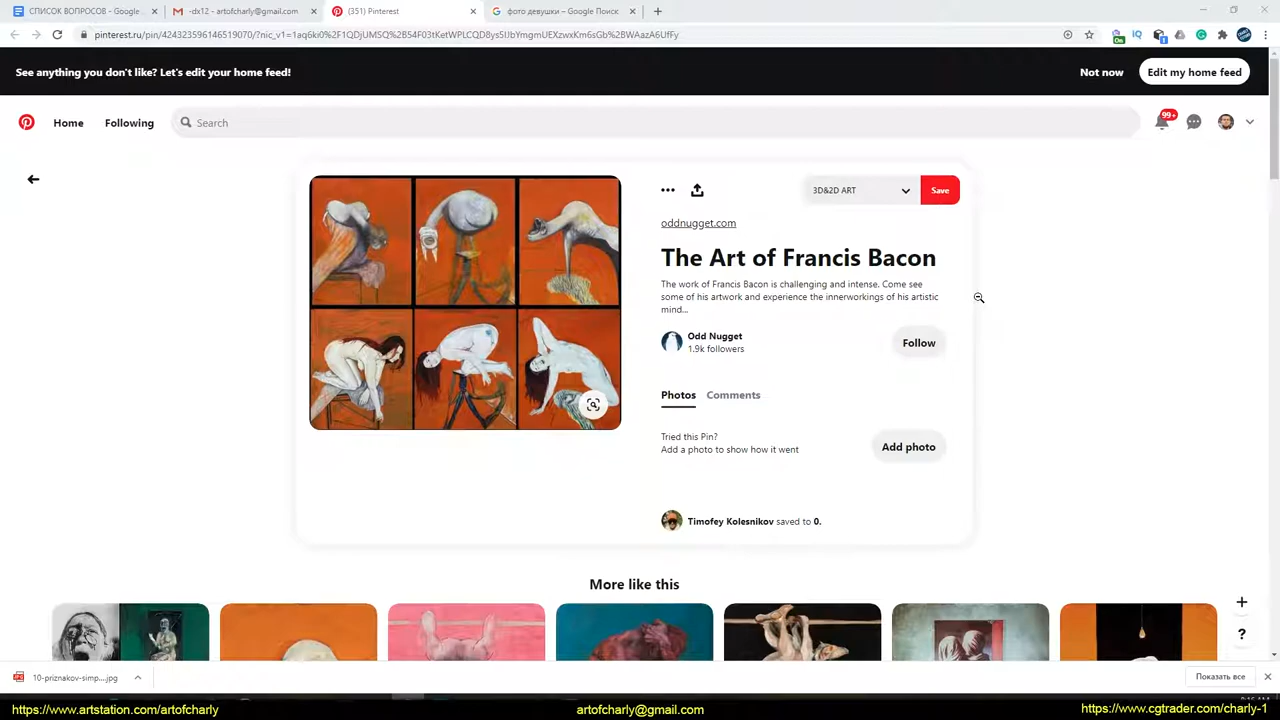 СПИСОК ВОПРОСОВ - Google
-dx12 - artofcharly@gmail.com
(351) Pinterest
фото девушки – Google Поиск
See anything you don't like? Let's edit your home feed!
Not now
Edit my home feed
Home
Following
Search
99+
3D&2D ART
Save
oddnugget.com
The Art of Francis Bacon
The work of Francis Bacon is challenging and intense. Come see
some of his artwork and experience the innerworkings of his artistic
mind...
Odd Nugget
1.9k followers
Follow
Photos
Comments
Tried this Pin?
Add a photo to show how it went
Add photo
Timofey Kolesnikov saved to 0.
More like this
?
10-priznakov-simp....jpg
Показать все
https://www.artstation.com/artofcharly
artofcharly@gmail.com
https://www.cgtrader.com/charly-1